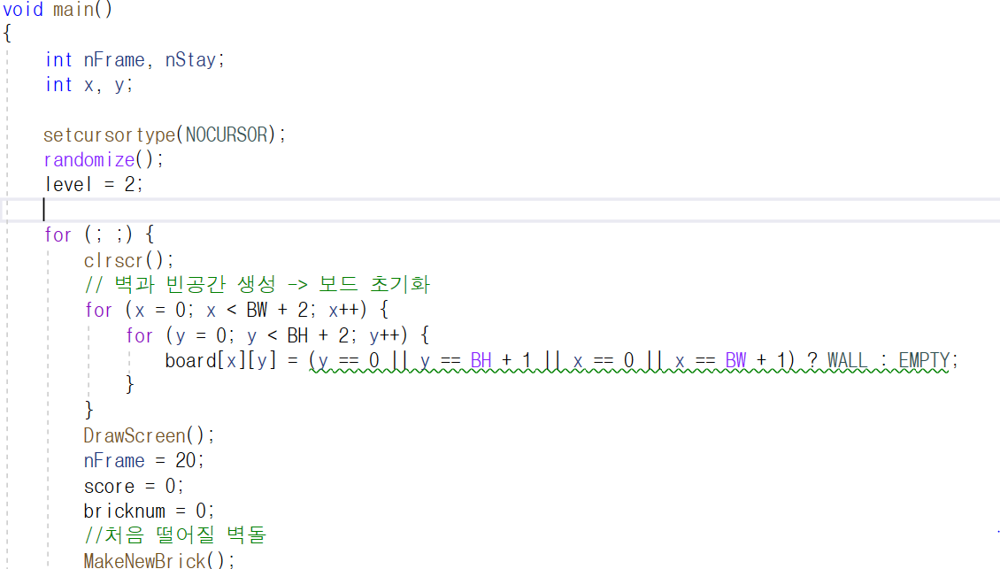 void main()
{
    int nFrame, nStay;
    int x, y;

    setcursortype(NOCURSOR);
    randomize();
    level = 2;

    for (; ;) {
        clrscr();
        // 벽과 빈공간 생성 -> 보드 초기화
        for (x = 0; x < BW + 2; x++) {
            for (y = 0; y < BH + 2; y++) {
                board[x][y] = (y == 0 || y == BH + 1 || x == 0 || x == BW + 1) ? WALL : EMPTY;
            }
        }
        DrawScreen();
        nFrame = 20;
        score = 0;
        bricknum = 0;
        //처음 떨어질 벽돌
        MakeNewBrick();